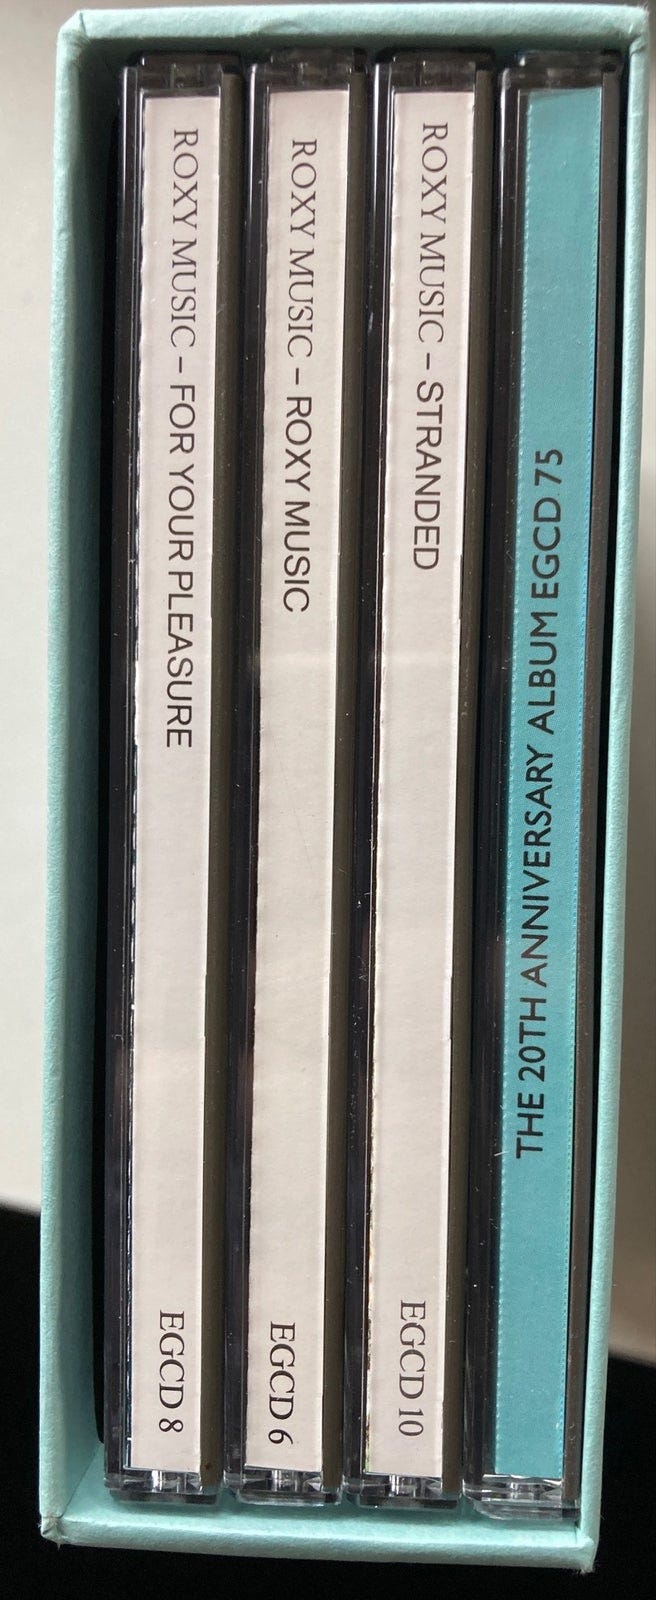 ROXY MUSIC – FOR YOUR PLEASURE EGCD 8
ROXY MUSIC – ROXY MUSIC EGCD 6
ROXY MUSIC – STRANDED EGCD 10
THE 20TH ANNIVERSARY ALBUM EGCD 75